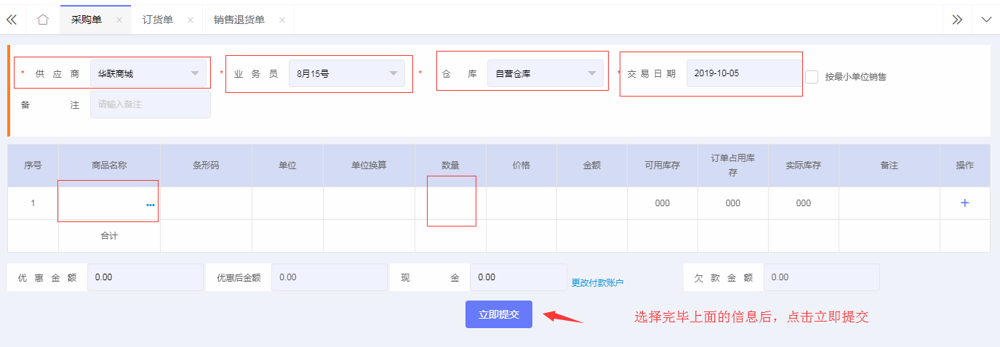 采购单 × 订货单 × 销售退货单 ×
* 供应商 华联商城 * 业务员 8月15号 * 仓库 自营仓库 * 交易日期 2019-10-05 按最小单位销售
备注 请输入备注
序号 商品名称 条形码 单位 单位换算 数量 价格 金额 可用库存 订单占用库存 实际库存 备注 操作
1 ... 000 000 000 +
合计
优惠金额 0.00 优惠后金额 0.00 现金 0.00 更改付款账户 欠款金额 0.00
立即提交 选择完毕上面的信息后，点击立即提交